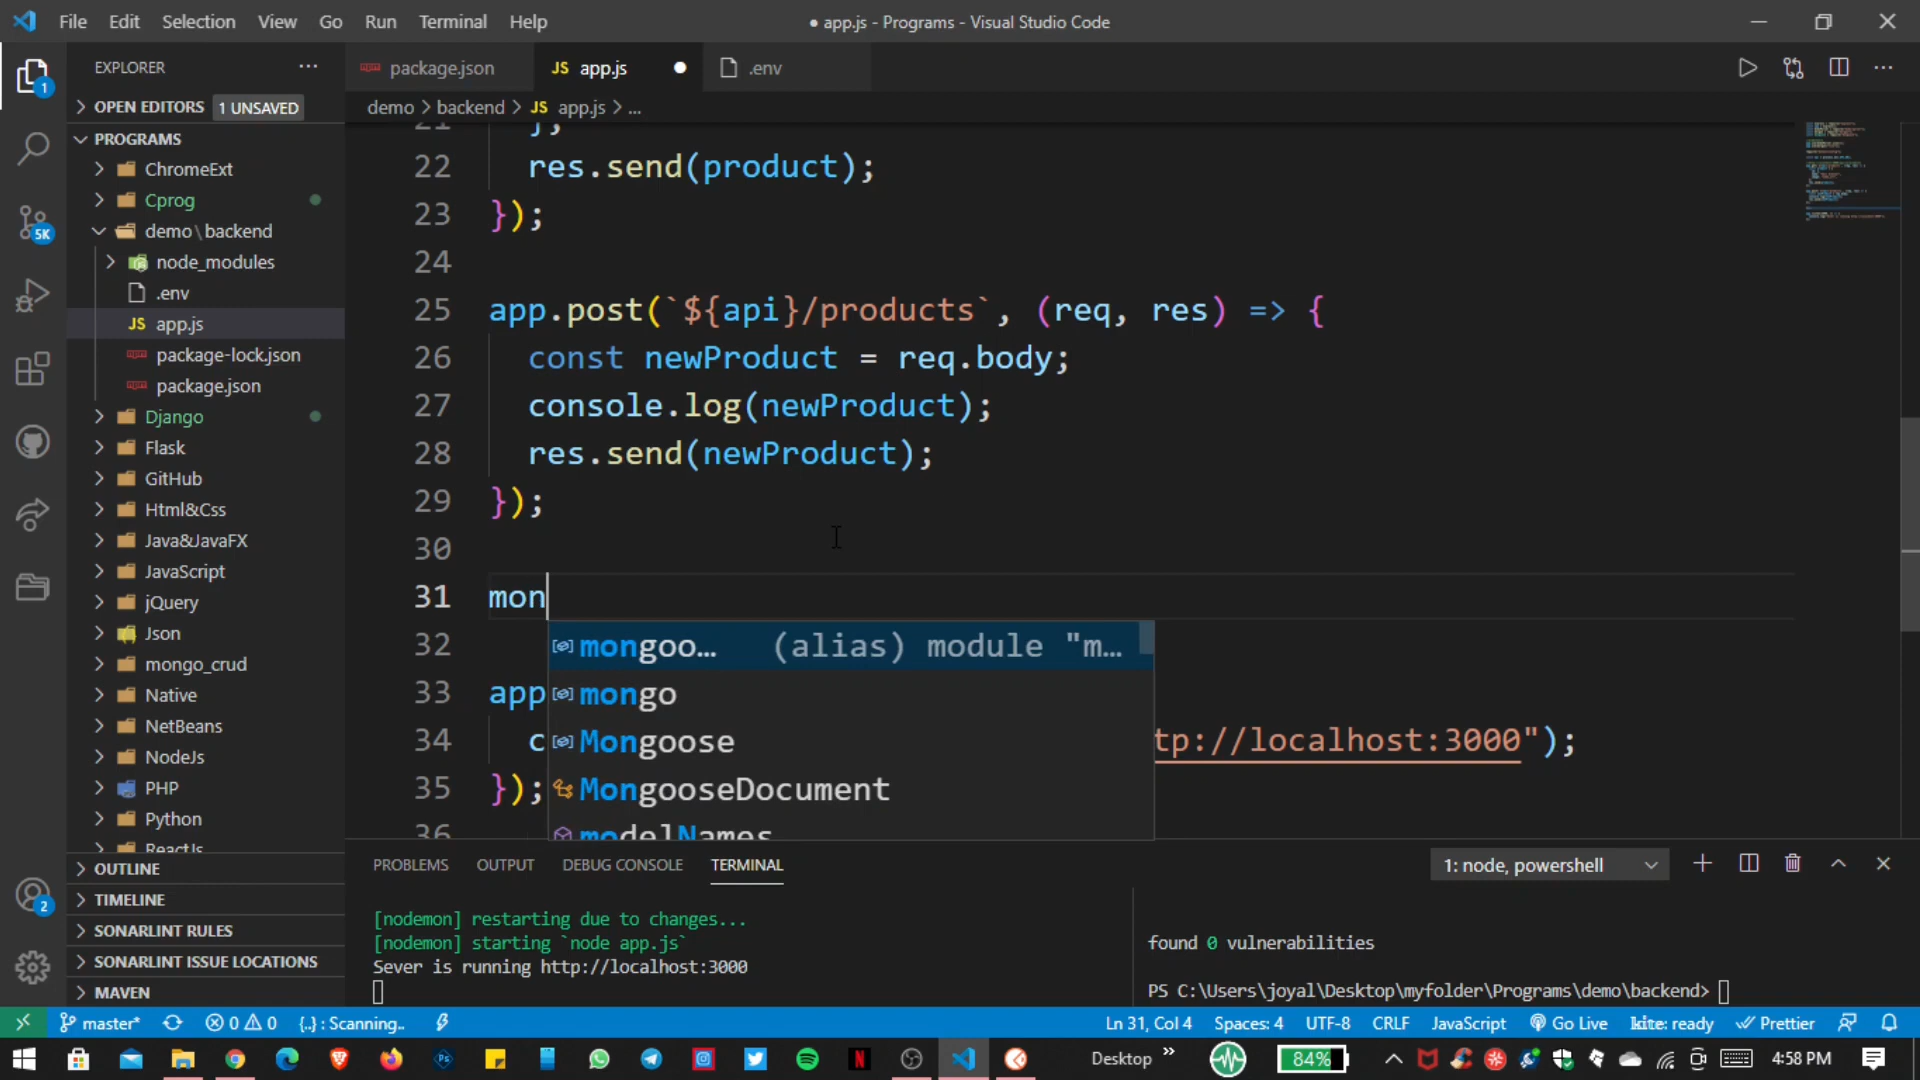 File Edit Selection View Go Run Terminal Help
● app.js - Programs - Visual Studio Code
EXPLORER
OPEN EDITORS 1 UNSAVED
PROGRAMS
ChromeExt
Cprog
demo\backend
node_modules
.env
JS app.js
package-lock.json
package.json
Django
Flask
GitHub
Html&Css
Java&JavaFX
JavaScript
jQuery
Json
mongo_crud
Native
NetBeans
NodeJs
PHP
Python
ReactJs
OUTLINE
TIMELINE
SONARLINT RULES
SONARLINT ISSUE LOCATIONS
MAVEN
1
5K
2
package.json JS app.js ● .env
demo > backend > JS app.js > ...
21 };
22 res.send(product);
23 });
24
25 app.post(`${api}/products`, (req, res) => {
26 const newProduct = req.body;
27 console.log(newProduct);
28 res.send(newProduct);
29 });
30
31 mon
32
33 app
34 c tp://localhost:3000");
35 });
36
mongoo… (alias) module "m…
mongo
Mongoose
MongooseDocument
modelNames
PROBLEMS OUTPUT DEBUG CONSOLE TERMINAL 1: node, powershell
[nodemon] restarting due to changes...
[nodemon] starting `node app.js`
Sever is running http://localhost:3000
found 0 vulnerabilities
PS C:\Users\joyal\Desktop\myfolder\Programs\demo\backend>
master* 0 0 {..} : Scanning.. Ln 31, Col 4 Spaces: 4 UTF-8 CRLF JavaScript Go Live kite: ready Prettier
Desktop » 84% 4:58 PM